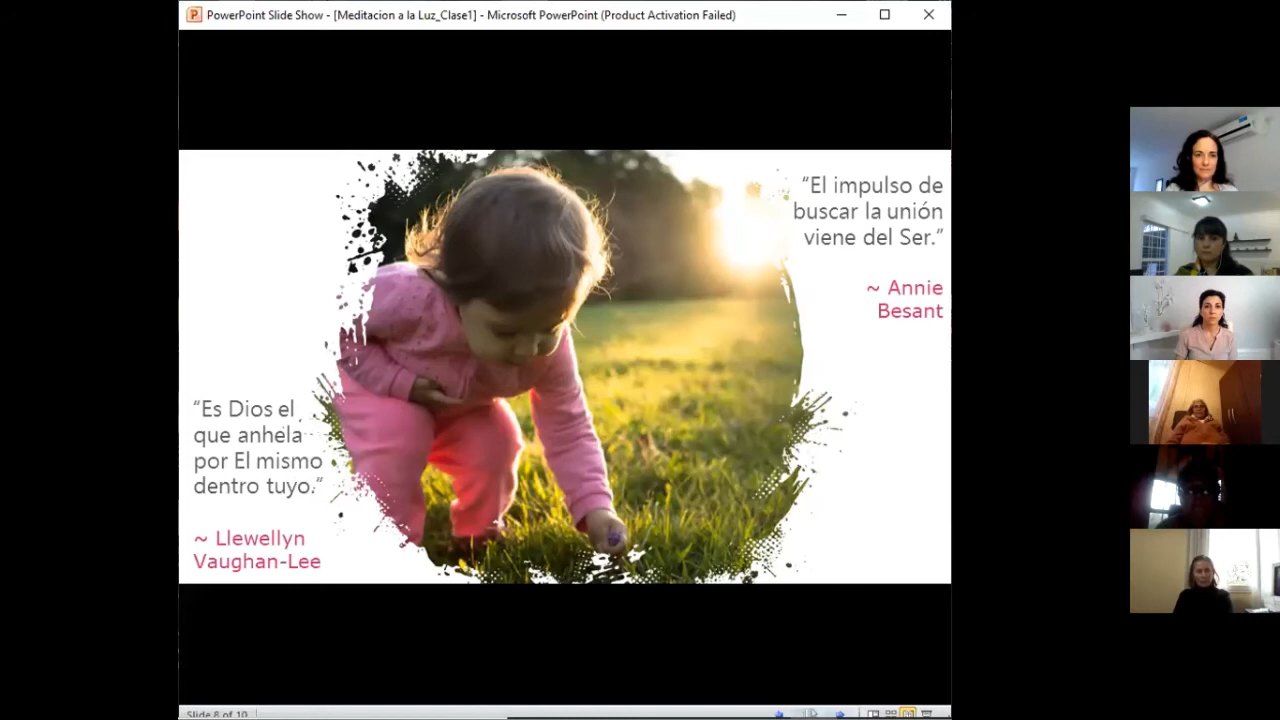 PowerPoint Slide Show - [Meditacion a la Luz_Clase1] - Microsoft PowerPoint (Product Activation Failed)
“El impulso de
buscar la unión
viene del Ser.”
~ Annie
Besant
“Es Dios el
que anhela
por El mismo
dentro tuyo.”
~ Llewellyn
Vaughan-Lee
Slide 8 of 10